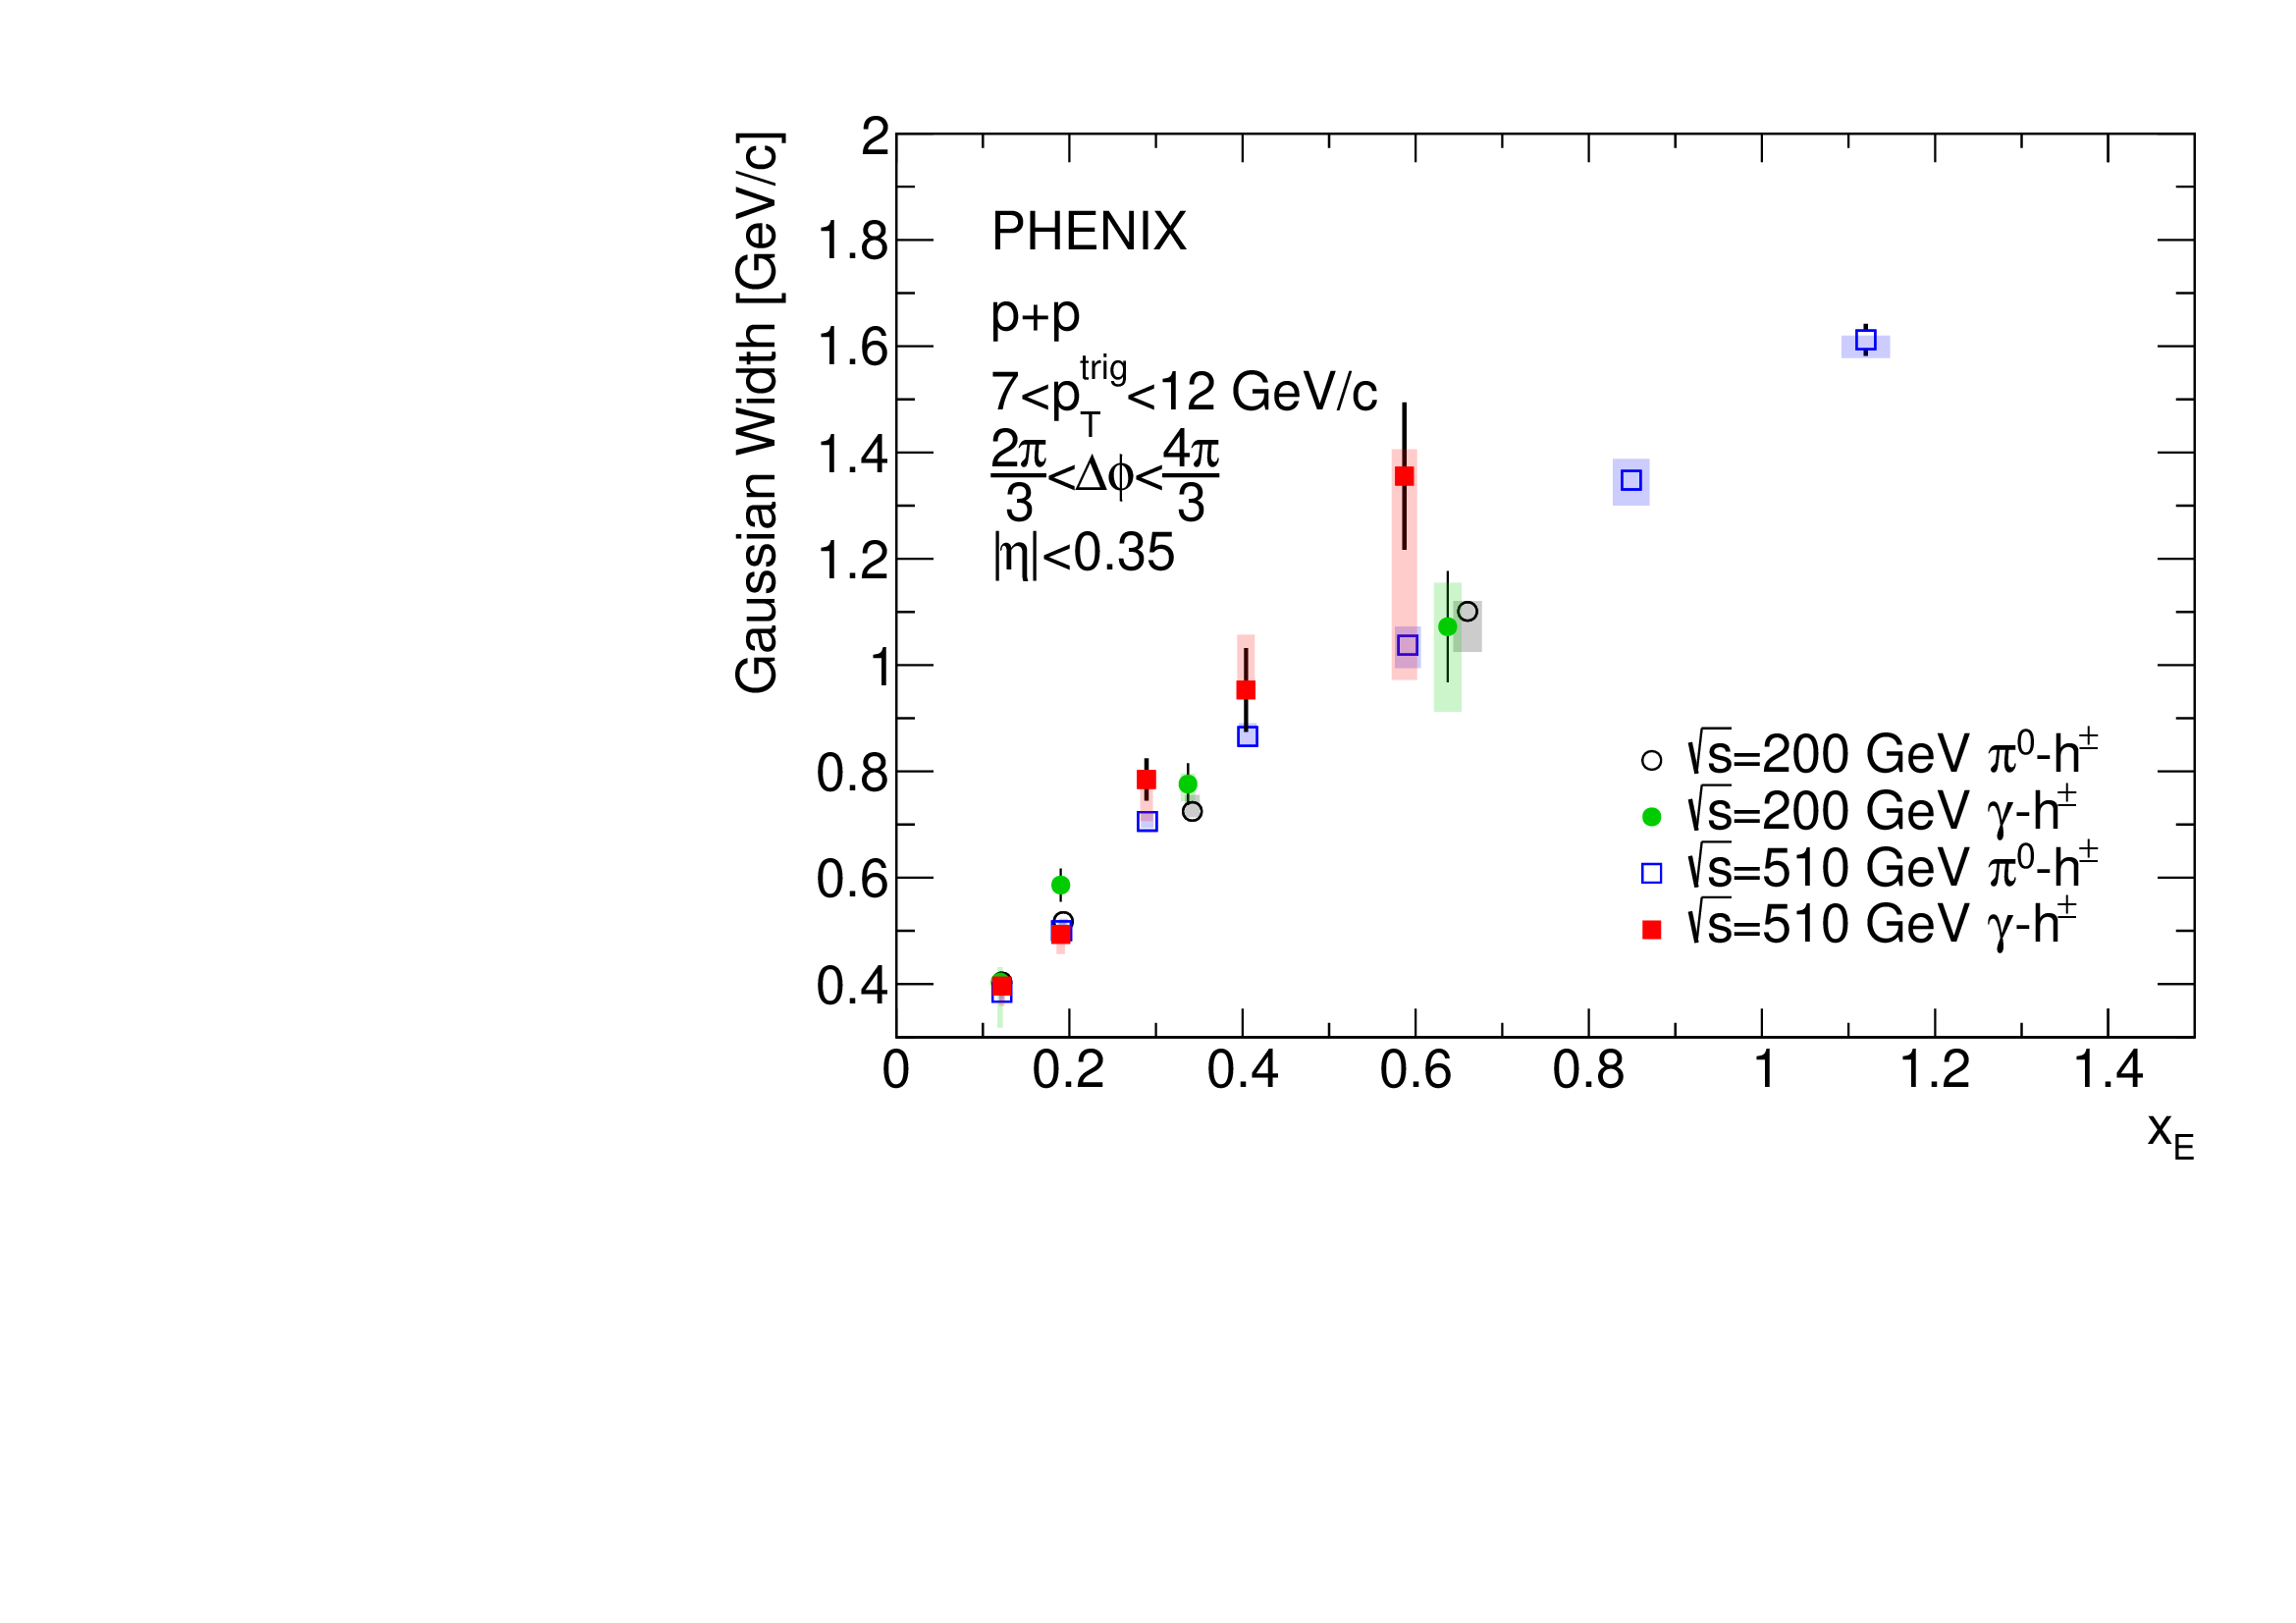 Gaussian Width [GeV/c]
2
1.8
1.6
1.4
1.2
1
0.8
0.6
0.4
PHENIX
p+p
7<p_T^trig<12 GeV/c
2π/3<Δϕ<4π/3
|η|<0.35
√s=200 GeV π⁰-h±
√s=200 GeV γ-h±
√s=510 GeV π⁰-h±
√s=510 GeV γ-h±
0 0.2 0.4 0.6 0.8 1 1.2 1.4
x_E